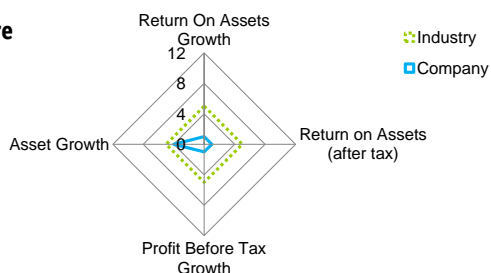 re
Return On Assets
Growth
12
8
4
0
Industry
Company
Asset Growth
Return on Assets
(after tax)
Profit Before Tax
Growth